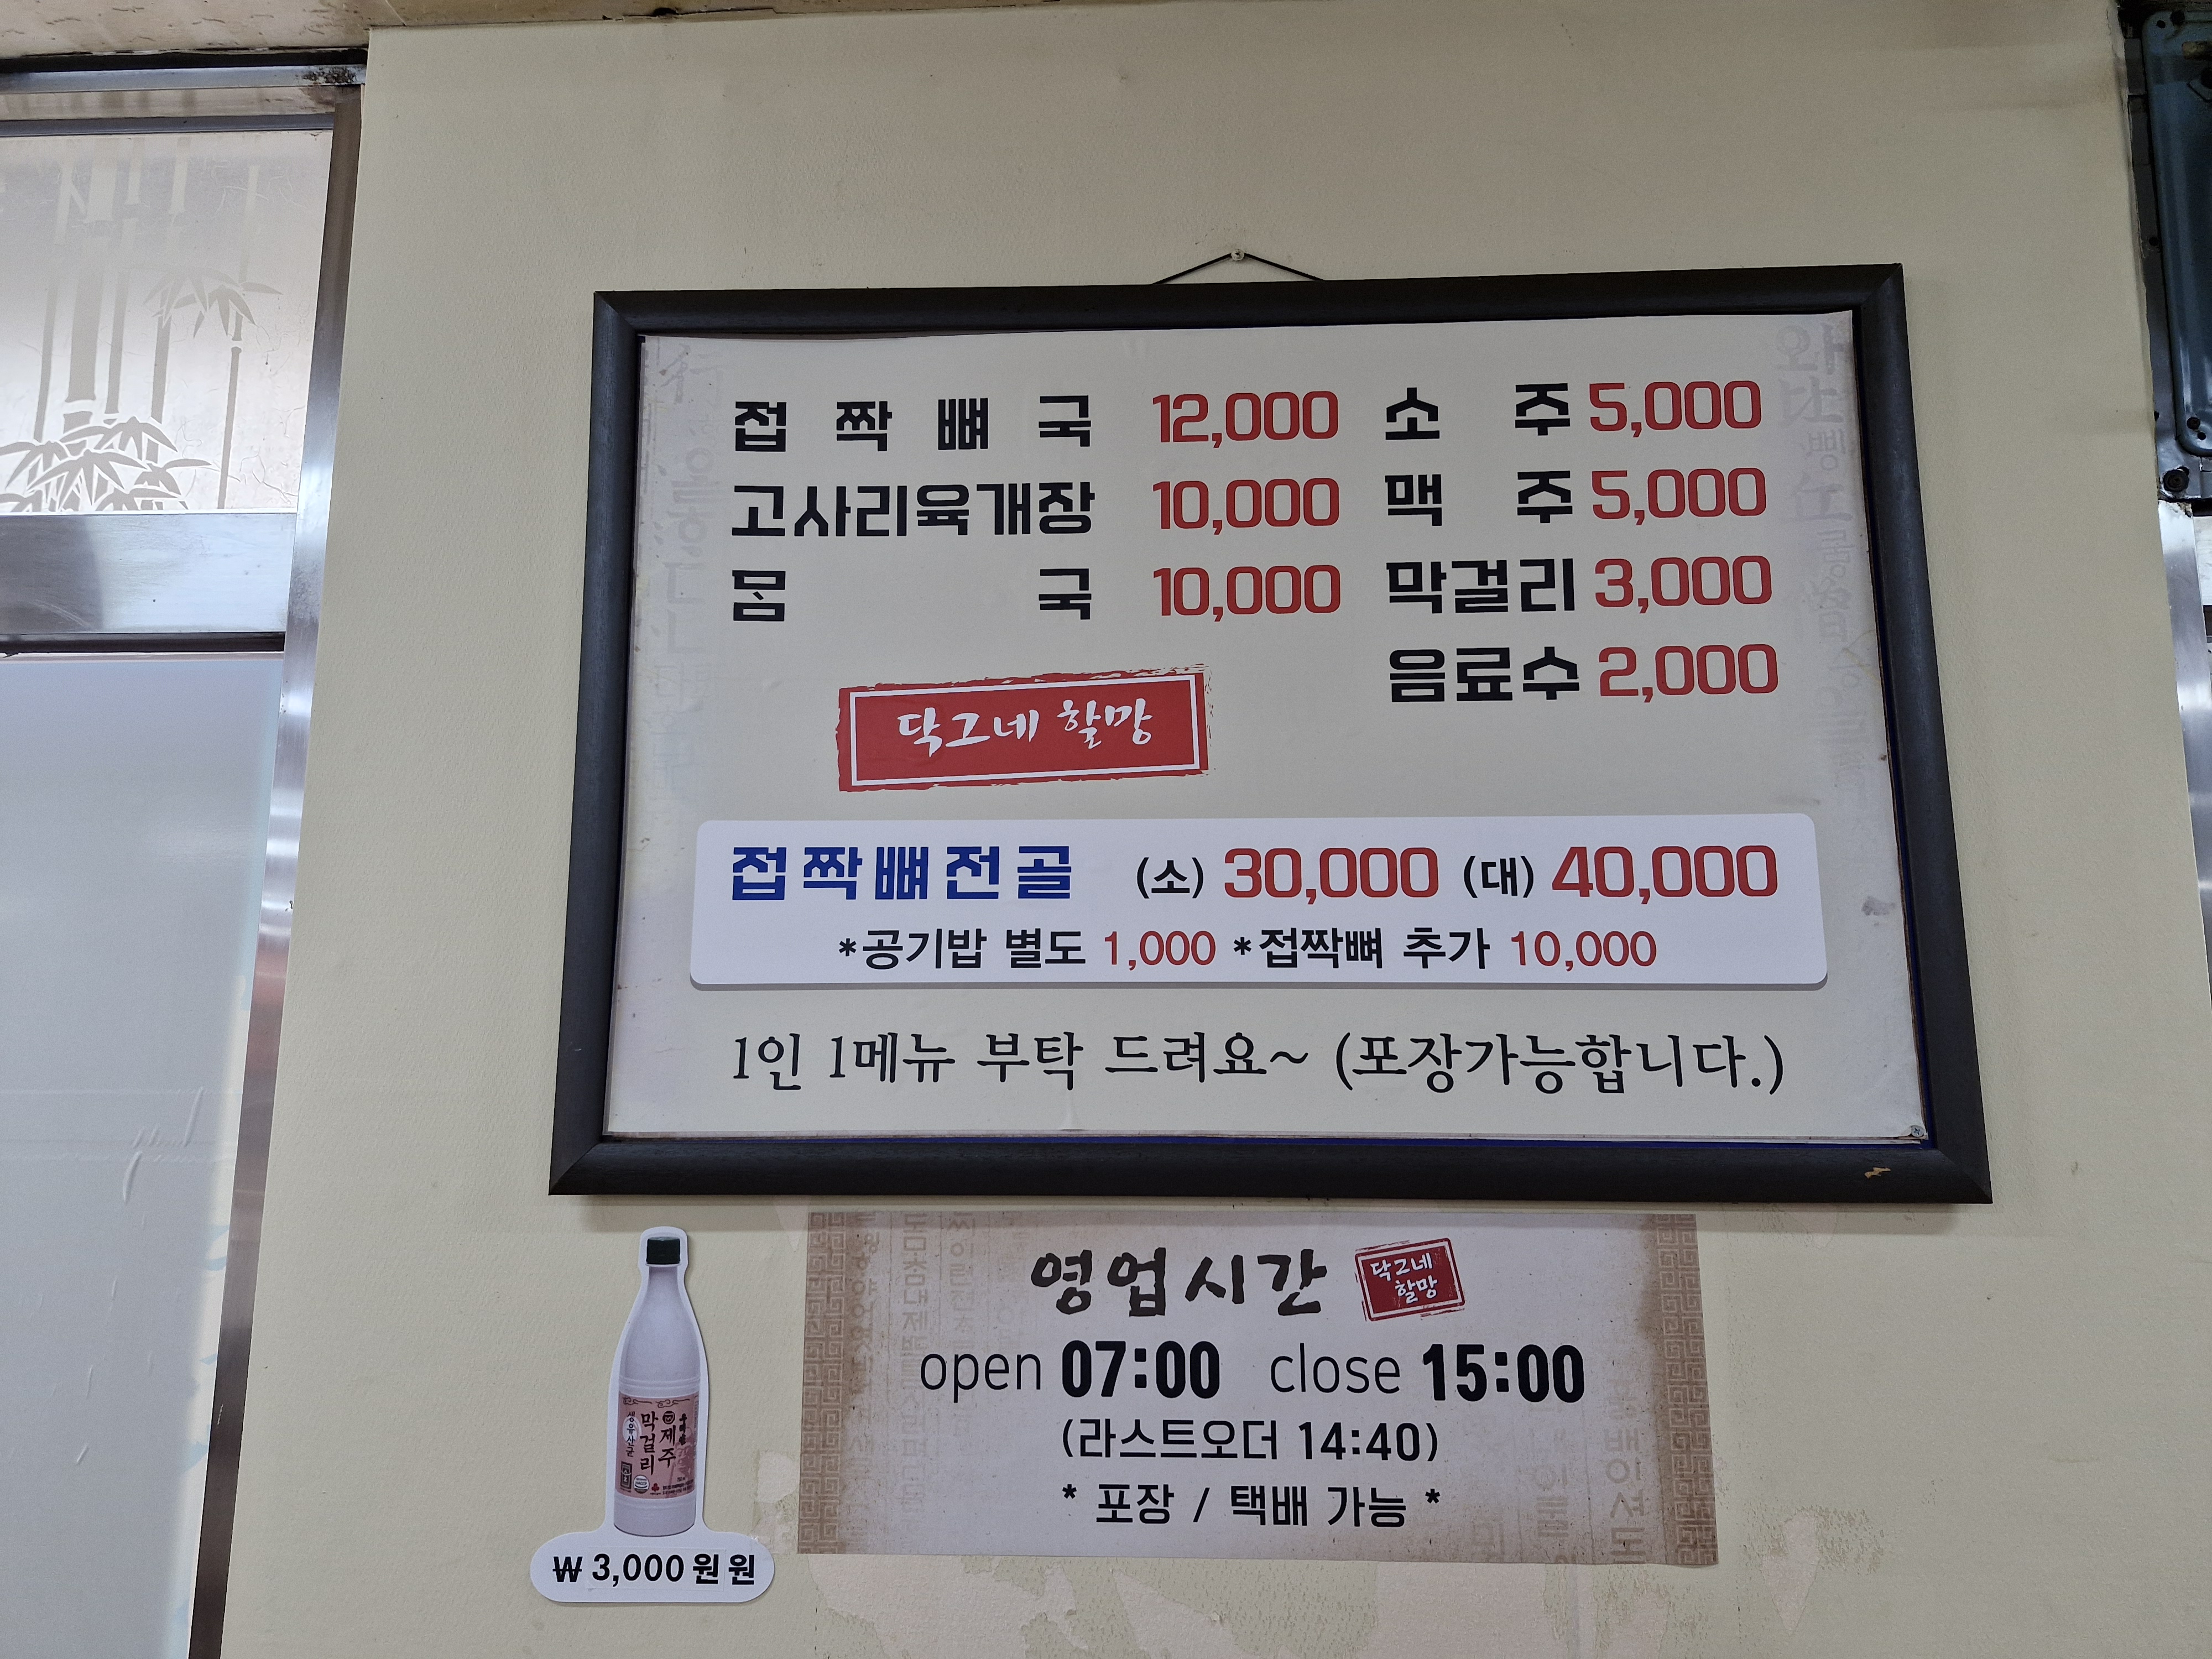 접짝뼈국 12,000 소주 5,000
고사리육개장 10,000 맥주 5,000
몸국 10,000 막걸리 3,000
음료수 2,000
닥그네 할망
접짝뼈전골 (소) 30,000 (대) 40,000
*공기밥 별도 1,000 *접짝뼈 추가 10,000
1인 1메뉴 부탁 드려요~ (포장가능합니다.)
영업시간
닥그네
할망
open 07:00 close 15:00
(라스트오더 14:40)
* 포장 / 택배 가능 *
제주
막걸리
생유산균
₩ 3,000원원